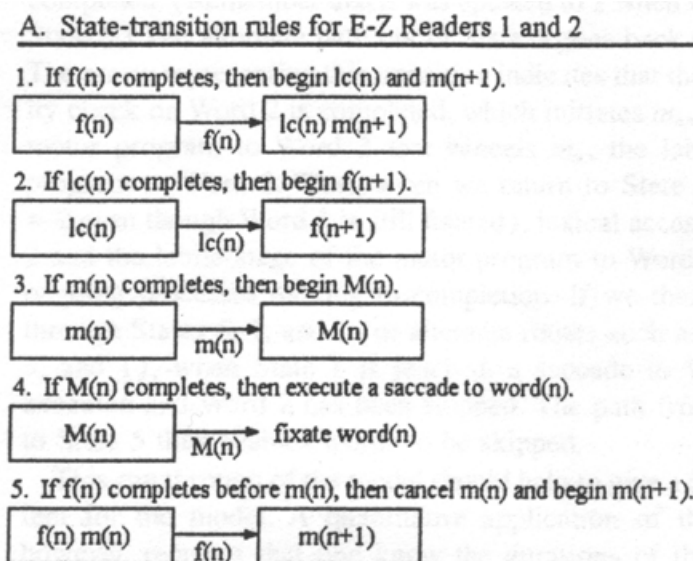 A. State-transition rules for E-Z Readers 1 and 2
1. If f(n) completes, then begin lc(n) and m(n+1).
f(n) f(n) lc(n) m(n+1)
2. If lc(n) completes, then begin f(n+1).
lc(n) lc(n) f(n+1)
3. If m(n) completes, then begin M(n).
m(n) m(n) M(n)
4. If M(n) completes, then execute a saccade to word(n).
M(n) M(n) fixate word(n)
5. If f(n) completes before m(n), then cancel m(n) and begin m(n+1).
f(n) m(n) f(n) m(n+1)